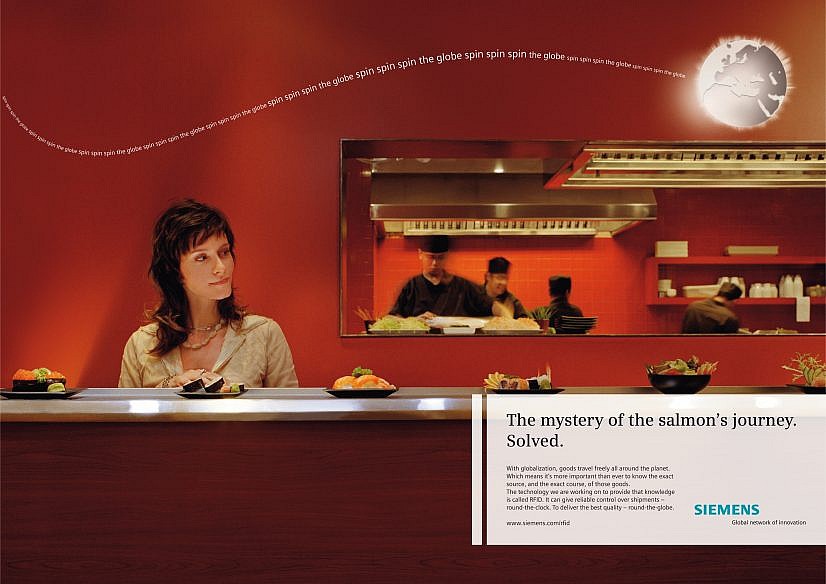 spin spin spin the globe spin spin spin the globe spin spin spin the globe spin spin spin the globe spin spin spin the globe spin spin spin the globe spin spin spin the globe spin spin spin the globe spin spin spin the globe
The mystery of the salmon's journey.
Solved.
With globalization, goods travel freely all around the planet.
Which means it's more important than ever to know the exact
source, and the exact course, of those goods.
The technology we are working on to provide that knowledge
is called RFID. It can give reliable control over shipments –
round-the-clock. To deliver the best quality – round-the-globe.
www.siemens.com/rfid
SIEMENS
Global network of innovation